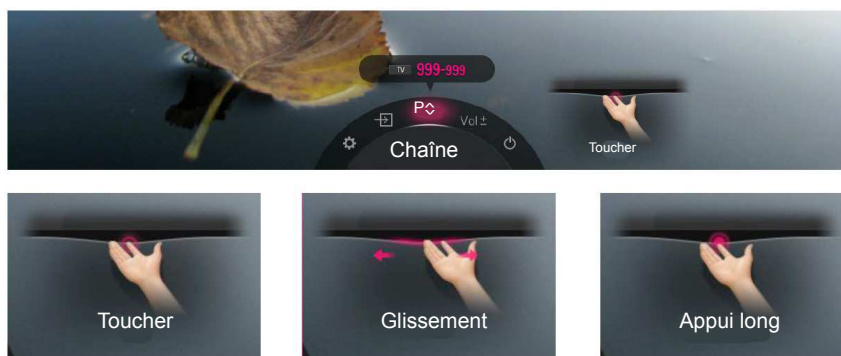 TV 999-999
P
Vol ±
Chaîne
Toucher
Toucher
Glissement
Appui long